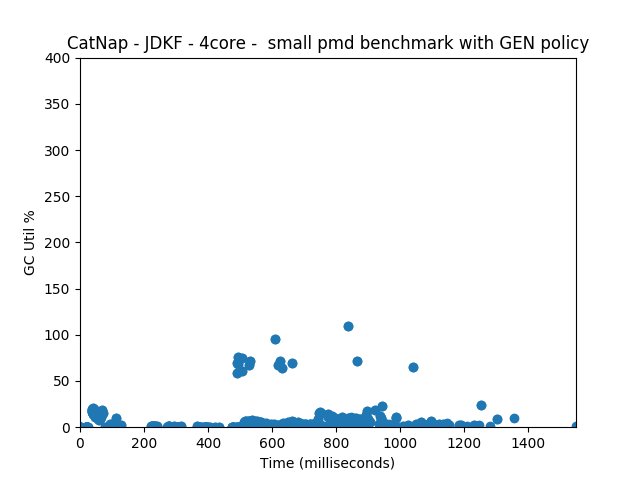 CatNap - JDKF - 4core -  small pmd benchmark with GEN policy
400
350
300
250
200
150
100
50
0
GC Util %
0 200 400 600 800 1000 1200 1400
Time (milliseconds)